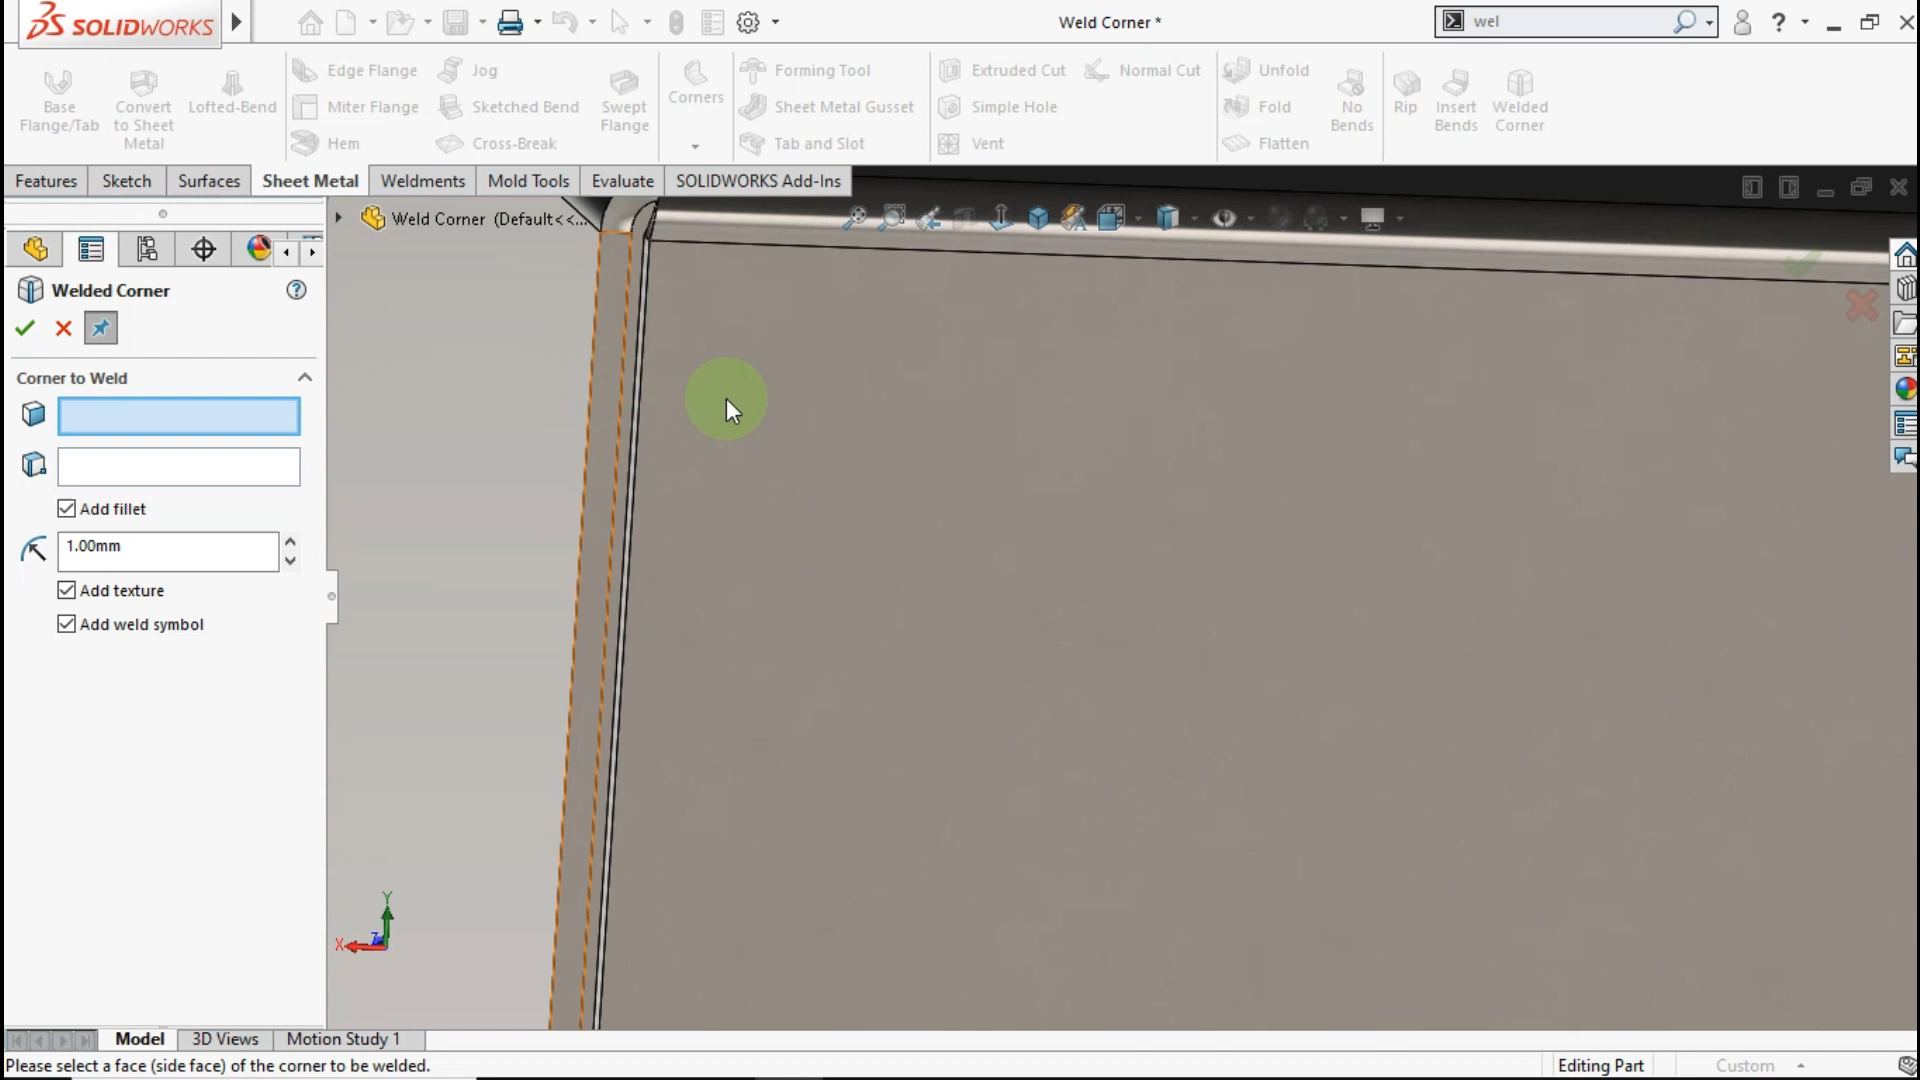 SOLIDWORKS
Weld Corner *
wel
?
Base Flange/Tab
Convert to Sheet Metal
Lofted-Bend
Edge Flange
Miter Flange
Hem
Jog
Sketched Bend
Cross-Break
Swept Flange
Corners
Forming Tool
Sheet Metal Gusset
Tab and Slot
Extruded Cut
Simple Hole
Vent
Normal Cut
Unfold
Fold
Flatten
No Bends
Rip
Insert Bends
Welded Corner
Features
Sketch
Surfaces
Sheet Metal
Weldments
Mold Tools
Evaluate
SOLIDWORKS Add-Ins
Weld Corner (Default<<...
Welded Corner
?
Corner to Weld
Add fillet
1.00mm
Add texture
Add weld symbol
Y
X
Z
Model
3D Views
Motion Study 1
Please select a face (side face) of the corner to be welded.
Editing Part
Custom